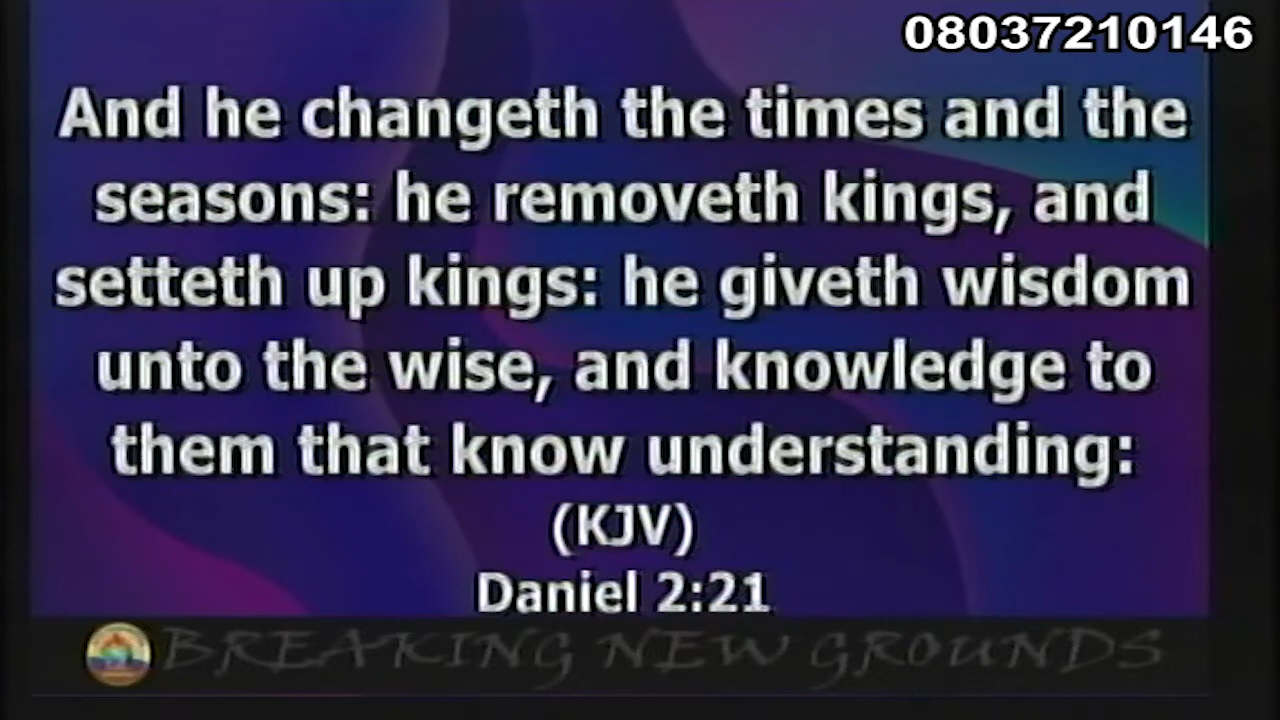 08037210146
And he changeth the times and the
seasons: he removeth kings, and
setteth up kings: he giveth wisdom
unto the wise, and knowledge to
them that know understanding:
(KJV)
Daniel 2:21
BREAKING NEW GROUNDS